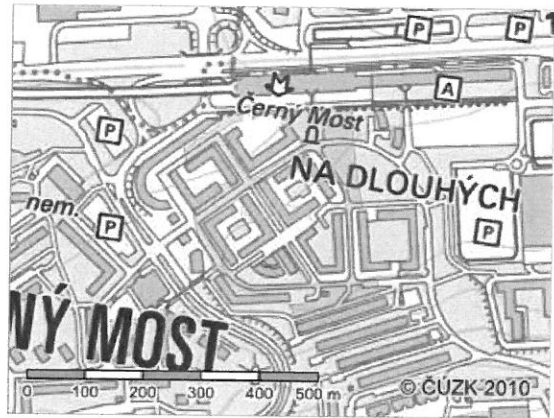 P P
A
Černý Most
P
NA DLOUHÝCH
nem.
P
P
NÝ MOST
0 100 200 300 400 500 m
© ČÚZK 2010